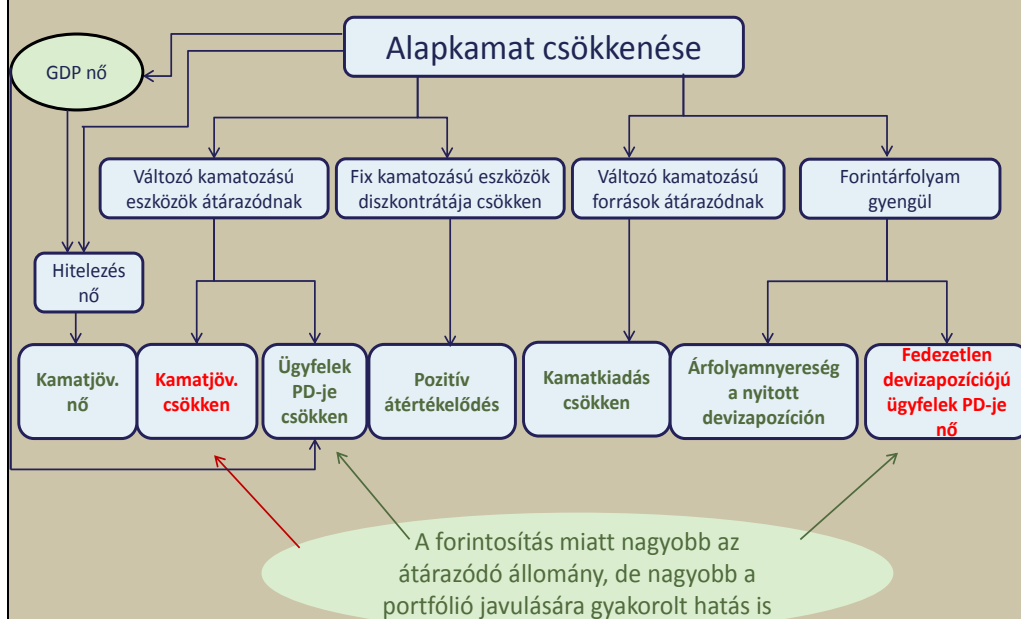 Alapkamat csökkenése
GDP nő
Változó kamatozású
eszközök átárazódnak
Fix kamatozású eszközök
diszkontrátája csökken
Változó kamatozású
források átárazódnak
Forintárfolyam
gyengül
Hitelezés
nő
Kamatjöv.
nő
Kamatjöv.
csökken
Ügyfelek
PD-je
csökken
Pozitív
átértékelődés
Kamatkiadás
csökken
Árfolyamnyereség
a nyitott
devizapozíción
Fedezetlen
devizapozíciójú
ügyfelek PD-je
nő
A forintosítás miatt nagyobb az
átárazódó állomány, de nagyobb a
portfólió javulására gyakorolt hatás is